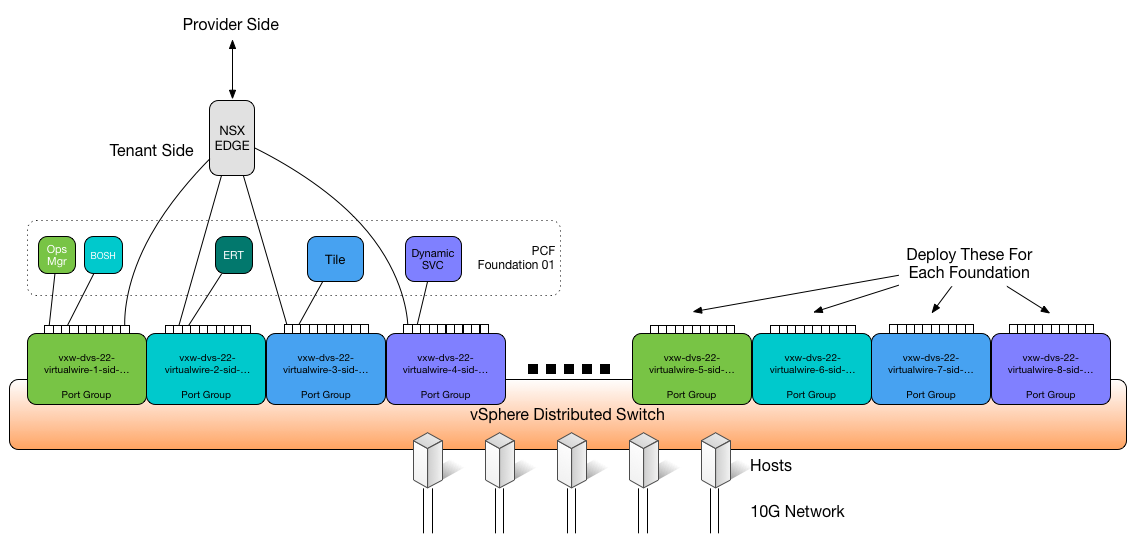 Provider Side
NSX
EDGE
Tenant Side
Ops
Mgr
BOSH
ERT
Tile
Dynamic
SVC
PCF
Foundation 01
Deploy These For
Each Foundation
vxw-dvs-22-
virtualwire-1-sid-...
Port Group
vxw-dvs-22-
virtualwire-2-sid-...
Port Group
vxw-dvs-22-
virtualwire-3-sid-...
Port Group
vxw-dvs-22-
virtualwire-4-sid-...
Port Group
vxw-dvs-22-
virtualwire-5-sid-...
Port Group
vxw-dvs-22-
virtualwire-6-sid-...
Port Group
vxw-dvs-22-
virtualwire-7-sid-...
Port Group
vxw-dvs-22-
virtualwire-8-sid-...
Port Group
vSphere Distributed Switch
Hosts
10G Network